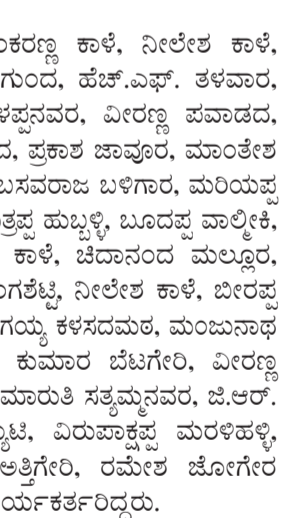 ಕರಣ್ಣ ಕಾಳೆ, ನೀಲೇಶ ಕಾಳೆ,
ಗುಂದ, ಹೆಚ್.ಎಫ್. ತಳವಾರ,
ಳಪ್ಪನವರ, ವೀರಣ್ಣ ಪವಾಡದ,
ದ, ಪ್ರಕಾಶ ಜಾವೂರ, ಮಾಂತೇಶ
ಬಸವರಾಜ ಬಳಿಗಾರ, ಮರಿಯಪ್ಪ
ತ್ರಪ್ಪ ಹುಬ್ಬಳ್ಳಿ, ಬೂದಪ್ಪ ವಾಲ್ಮೀಕಿ,
ಕಾಳೆ, ಚಿದಾನಂದ ಮಲ್ಲೂರ,
ಂಗಶೆಟ್ಟಿ, ನೀಲೇಶ ಕಾಳೆ, ಬೀರಪ್ಪ
ಗಯ್ಯ ಕಳಸದಮಠ, ಮಂಜುನಾಥ
ಕುಮಾರ ಬೆಟಗೇರಿ, ವೀರಣ್ಣ
ಮಾರುತಿ ಸತ್ಯಮ್ಮನವರ, ಜಿ.ಆರ್.
ಟಿ, ವಿರುಪಾಕ್ಷಪ್ಪ ಮರಳಿಹಳ್ಳಿ,
ಅತ್ತಿಗೇರಿ, ರಮೇಶ ಜೋಗೇರ
ರ್ಯಕರ್ತರಿದ್ದರು.